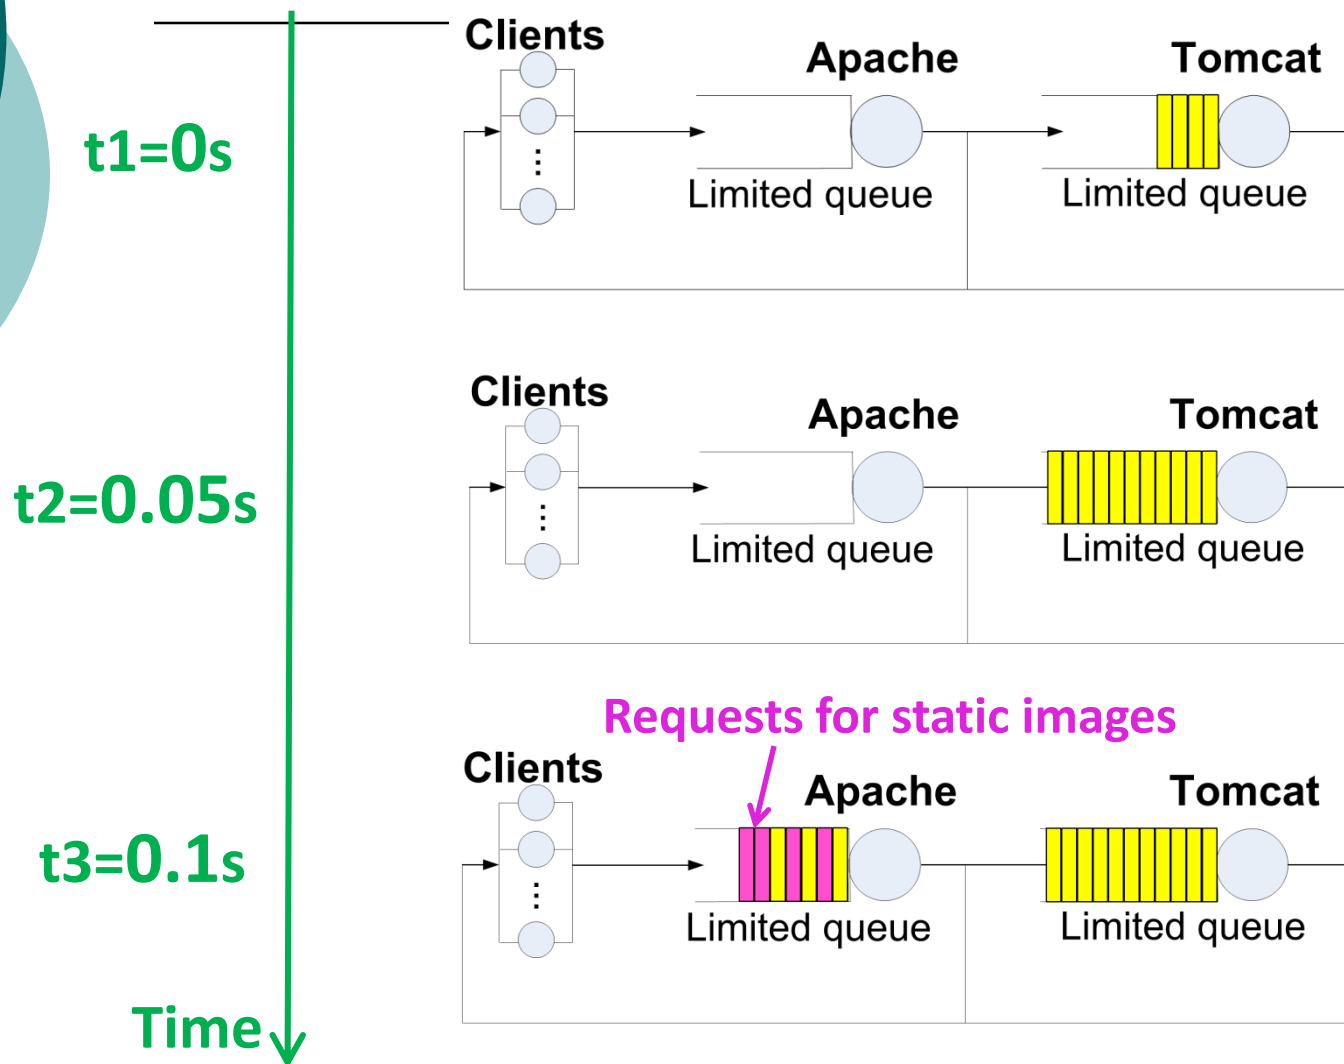 Clients
Apache
Tomcat
t1=0s
⋮
Limited queue
Limited queue
Clients
Apache
Tomcat
t2=0.05s
⋮
Limited queue
Limited queue
Requests for static images
Clients
Apache
Tomcat
t3=0.1s
⋮
Limited queue
Limited queue
Time